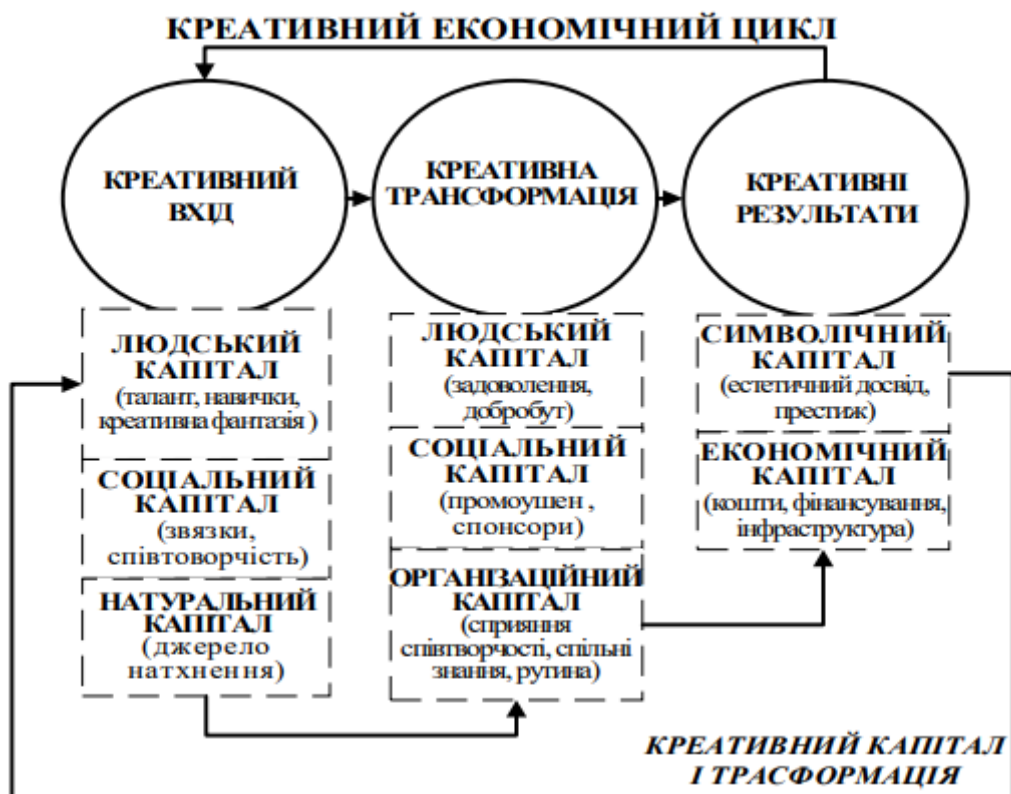 КРЕАТИВНИЙ ЕКОНОМІЧНИЙ ЦИКЛ
КРЕАТИВНИЙ
ВХІД
КРЕАТИВНА
ТРАНСФОРМАЦІЯ
КРЕАТИВНІ
РЕЗУЛЬТАТИ
ЛЮДСЬКИЙ
КАПІТАЛ
(талант, навички,
креативна фантазія )
СОЦІАЛЬНИЙ
КАПІТАЛ
(звязки,
співтоворчість)
НАТУРАЛЬНИЙ
КАПІТАЛ
(джерело
натхнення)
ЛЮДСЬКИЙ
КАПІТАЛ
(задоволення,
добробут)
СОЦІАЛЬНИЙ
КАПІТАЛ
(промоушен ,
спонсори)
ОРГАНІЗАЦІЙНИЙ
КАПІТАЛ
(сприяння
співтворчості, спільні
знання, рутина)
СИМВОЛІЧНИЙ
КАПІТАЛ
(естетичний досвід,
престиж)
ЕКОНОМІЧНИЙ
КАПІТАЛ
(кошти, фінансування,
інфраструктура)
КРЕАТИВНИЙ КАПІТАЛ
І ТРАСФОРМАЦІЯ